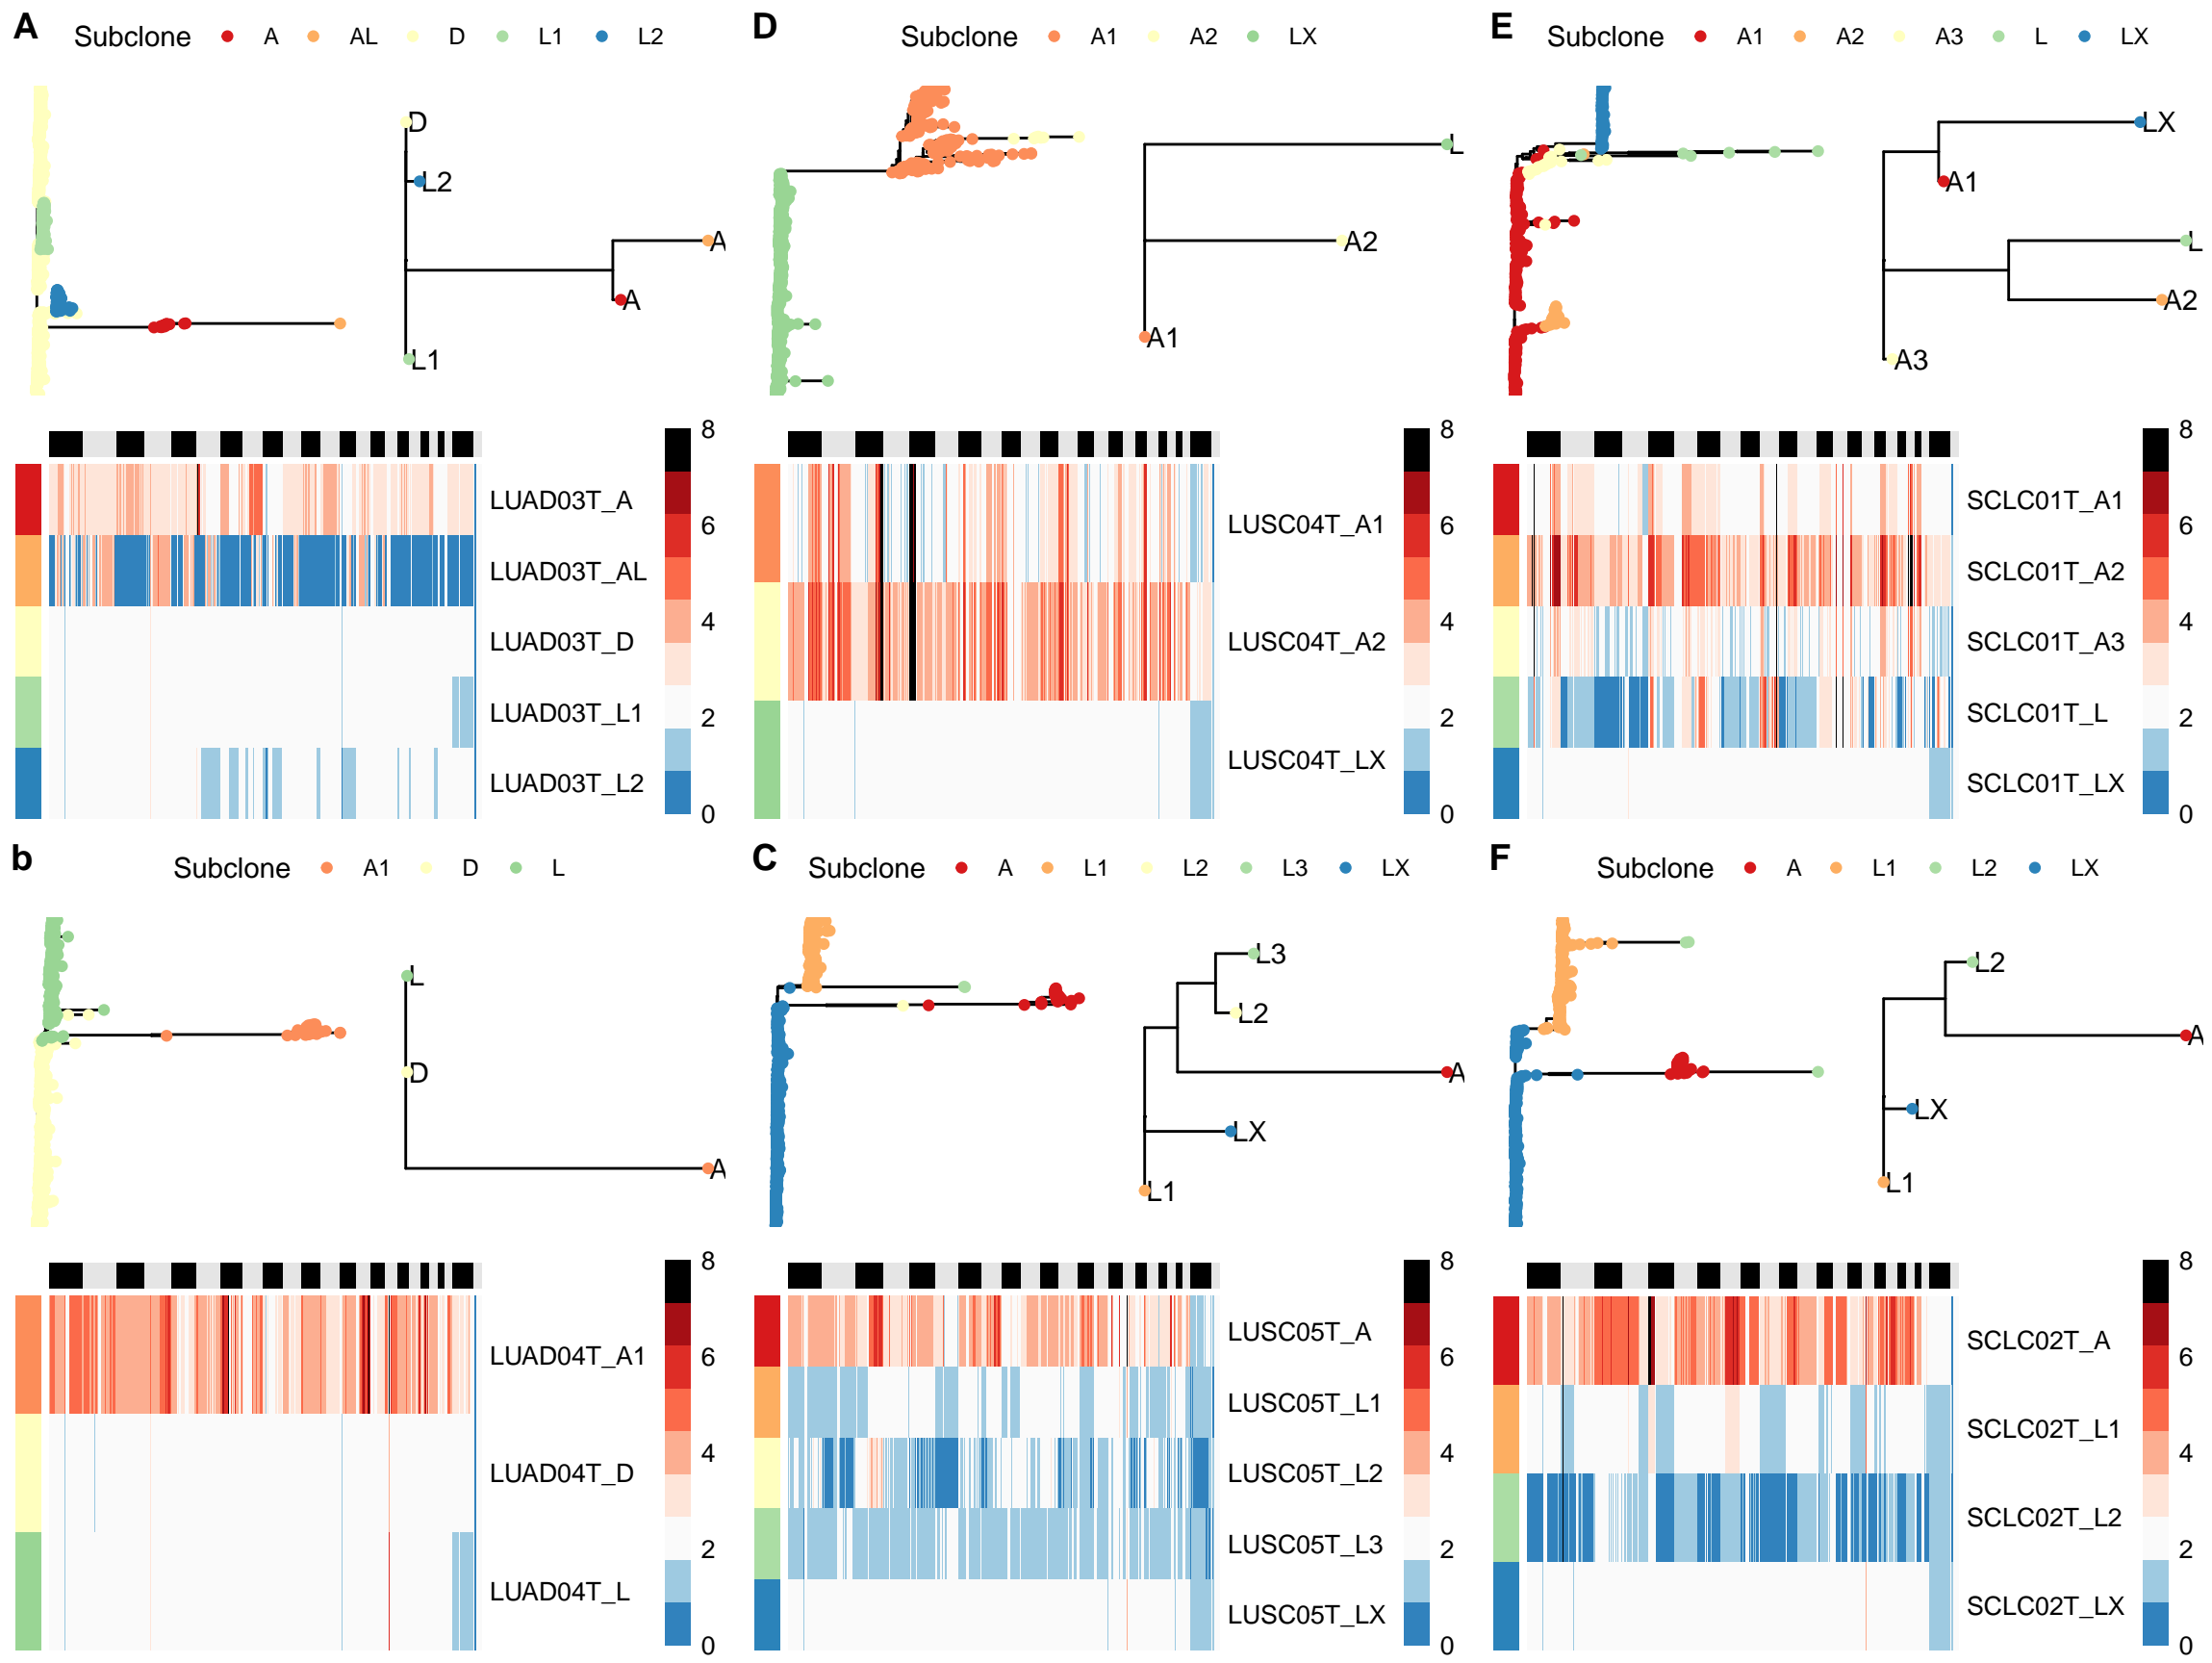 A
Subclone A AL D L1 L2
D
L2
A
A
L1
8
6
4
2
0
LUAD03T_A
LUAD03T_AL
LUAD03T_D
LUAD03T_L1
LUAD03T_L2
D
Subclone A1 A2 LX
L
A2
A1
8
6
4
2
0
LUSC04T_A1
LUSC04T_A2
LUSC04T_LX
E
Subclone A1 A2 A3 L LX
LX
A1
L
A2
A3
8
6
4
2
0
SCLC01T_A1
SCLC01T_A2
SCLC01T_A3
SCLC01T_L
SCLC01T_LX
b
Subclone A1 D L
L
D
A
8
6
4
2
0
LUAD04T_A1
LUAD04T_D
LUAD04T_L
C
Subclone A L1 L2 L3 LX
L3
L2
A
LX
L1
8
6
4
2
0
LUSC05T_A
LUSC05T_L1
LUSC05T_L2
LUSC05T_L3
LUSC05T_LX
F
Subclone A L1 L2 LX
L2
A
LX
L1
8
6
4
2
0
SCLC02T_A
SCLC02T_L1
SCLC02T_L2
SCLC02T_LX